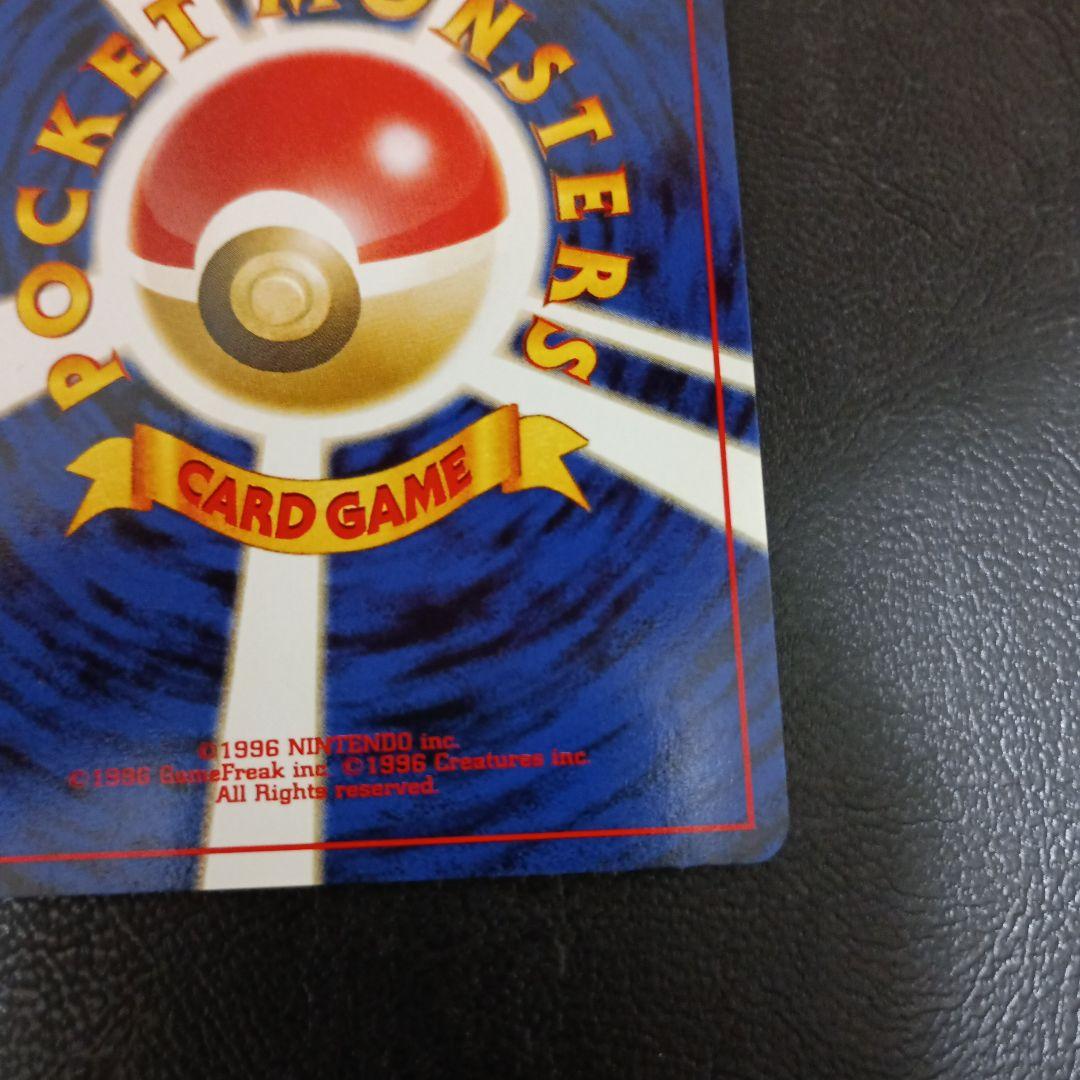 POCKET MONSTERS
CARD GAME
©1996 NINTENDO inc.
©1996 GameFreak inc. ©1996 Creatures inc.
All Rights reserved.